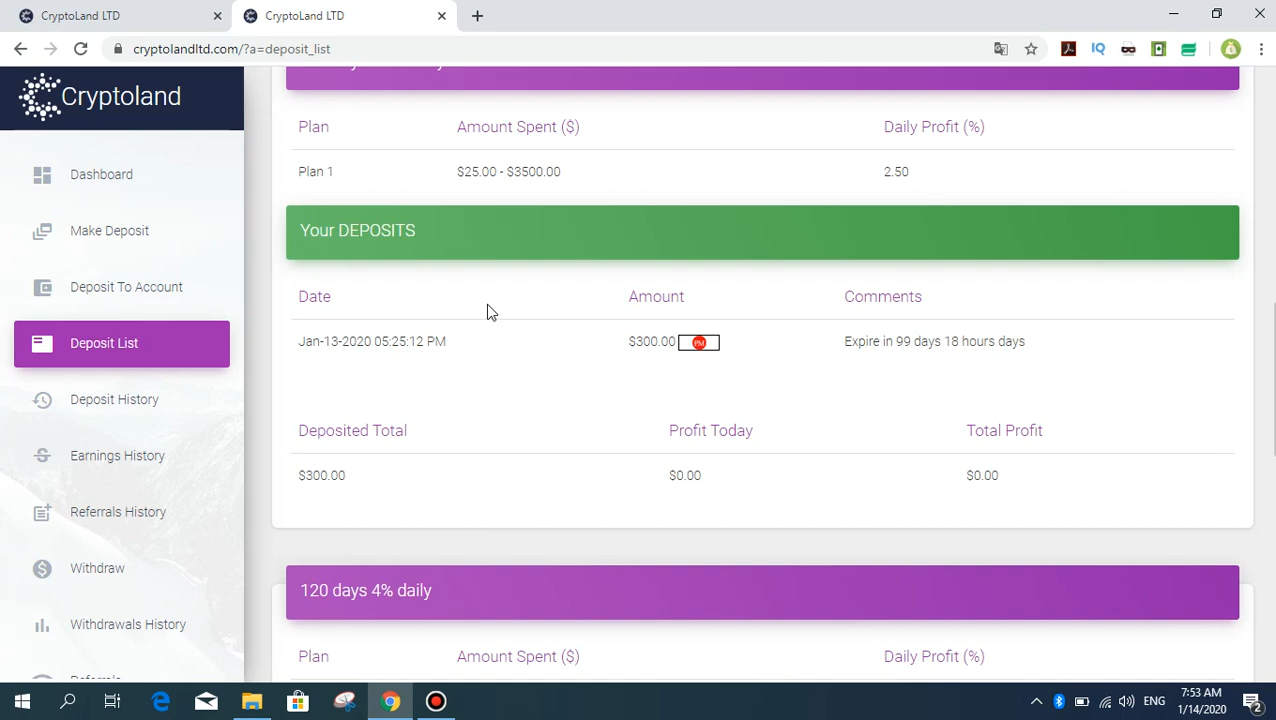 CryptoLand LTD
CryptoLand LTD
cryptolandltd.com/?a=deposit_list
Cryptoland
Dashboard
Make Deposit
Deposit To Account
Deposit List
Deposit History
Earnings History
Referrals History
Withdraw
Withdrawals History
Referrals
Plan Amount Spent ($) Daily Profit (%)
Plan 1 $25.00 - $3500.00 2.50
Your DEPOSITS
Date Amount Comments
Jan-13-2020 05:25:12 PM $300.00 PM Expire in 99 days 18 hours days
Deposited Total Profit Today Total Profit
$300.00 $0.00 $0.00
120 days 4% daily
Plan Amount Spent ($) Daily Profit (%)
IQ
ENG
7:53 AM
1/14/2020
2